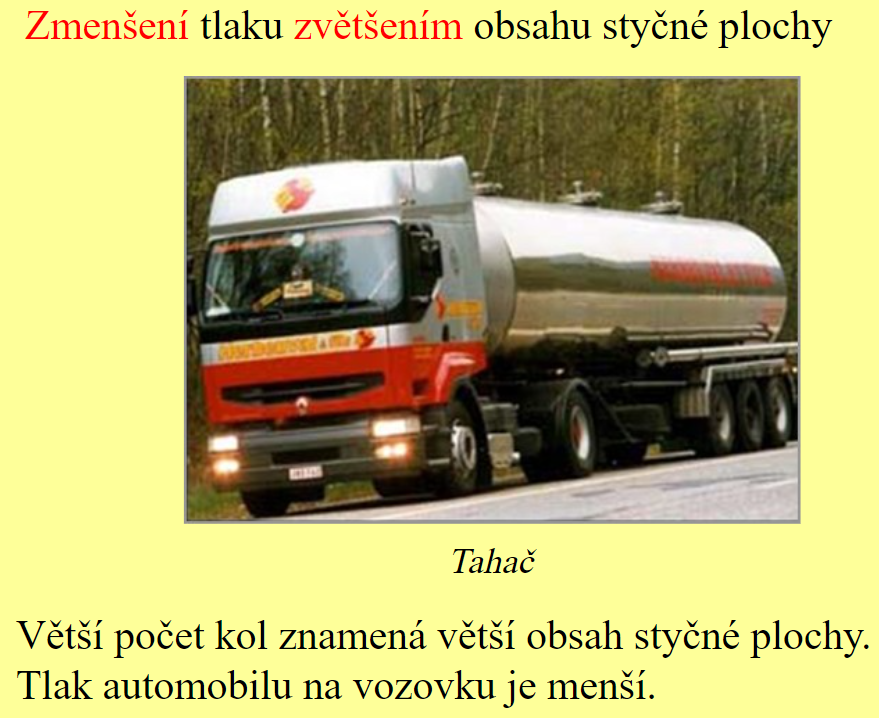 Zmenšení tlaku zvětšením obsahu styčné plochy
Tahač
Větší počet kol znamená větší obsah styčné plochy.
Tlak automobilu na vozovku je menší.